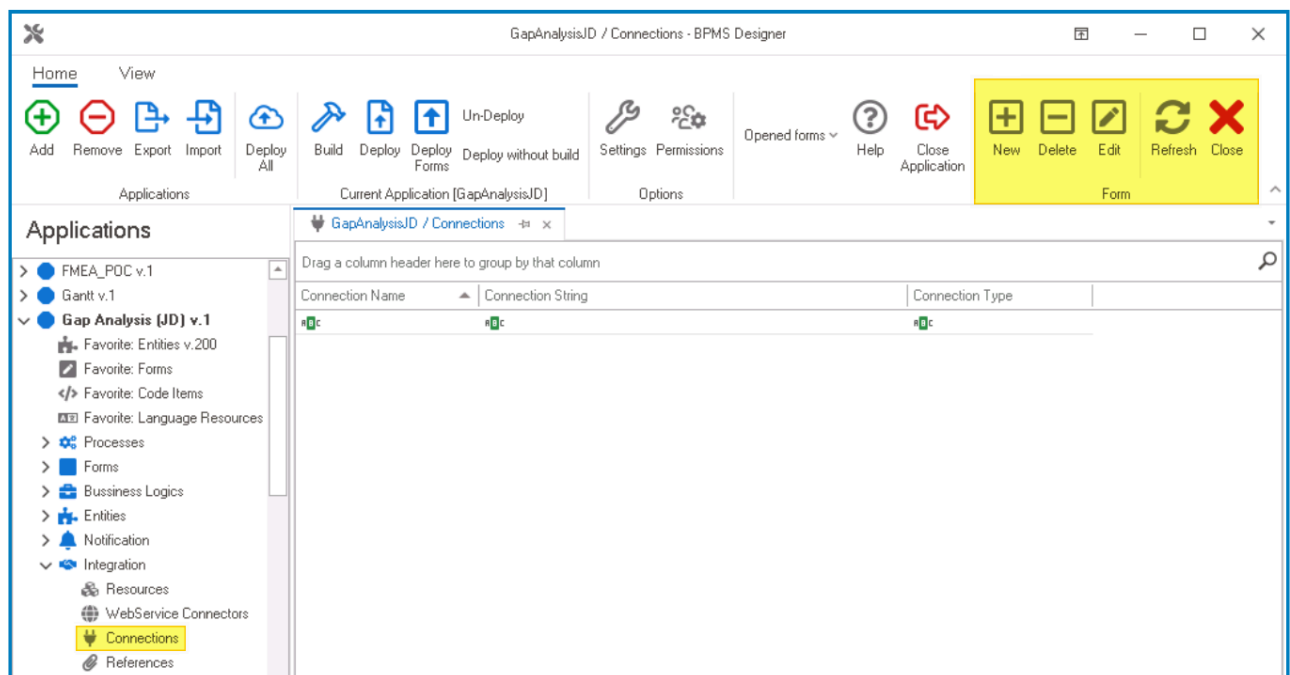 GapAnalysisJD / Connections - BPMS Designer
Home View
Add Remove Export Import Deploy All
Build Deploy Deploy Forms Un-Deploy Deploy without build
Settings Permissions Opened forms Help Close Application
New Delete Edit Refresh Close
Applications Current Application [GapAnalysisJD] Options Form
Applications
GapAnalysisJD / Connections
Drag a column header here to group by that column
Connection Name Connection String Connection Type
ABC ABC ABC
FMEA_POC v.1
Gantt v.1
Gap Analysis (JD) v.1
Favorite: Entities v.200
Favorite: Forms
Favorite: Code Items
Favorite: Language Resources
Processes
Forms
Bussiness Logics
Entities
Notification
Integration
Resources
WebService Connectors
Connections
References